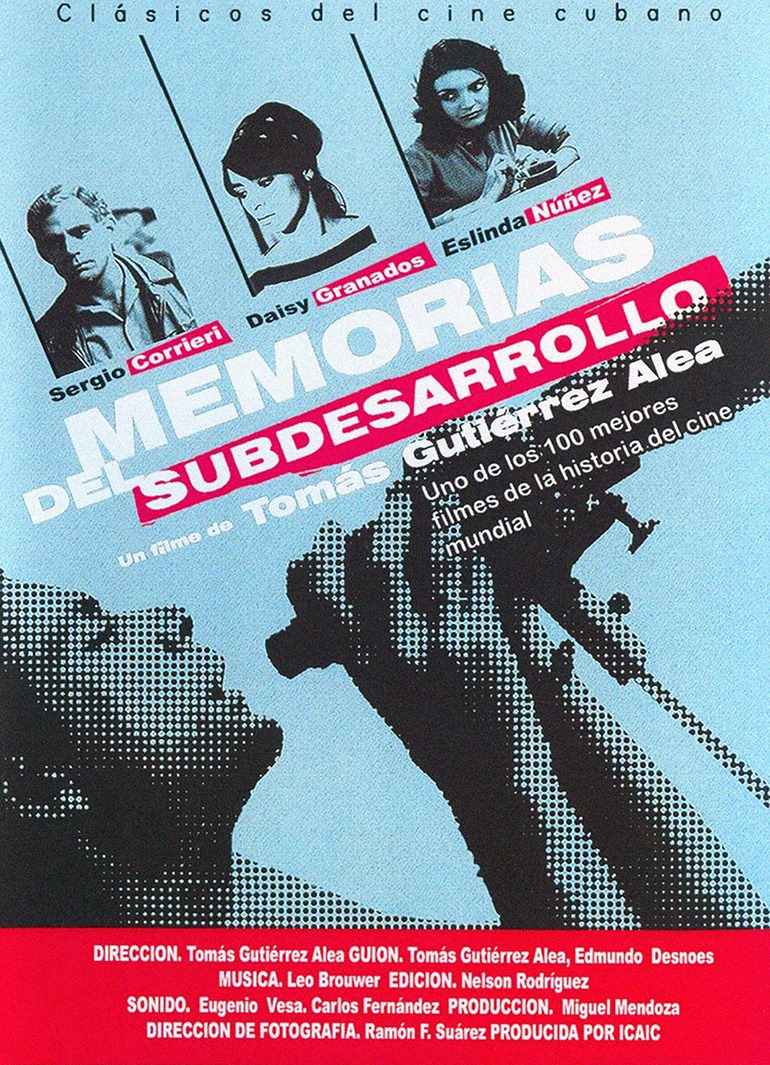 Clásicos del cine cubano
Sergio Corrieri
Daisy Granados
Eslinda Núñez
MEMORIAS
DEL SUBDESARROLLO
Un filme de Tomás Gutiérrez Alea
Uno de los 100 mejores
filmes de la historia del cine
mundial
DIRECCION. Tomás Gutiérrez Alea GUION. Tomás Gutiérrez Alea, Edmundo Desnoes
MUSICA. Leo Brouwer EDICION. Nelson Rodríguez
SONIDO. Eugenio Vesa. Carlos Fernández PRODUCCION. Miguel Mendoza
DIRECCION DE FOTOGRAFIA. Ramón F. Suárez PRODUCIDA POR ICAIC